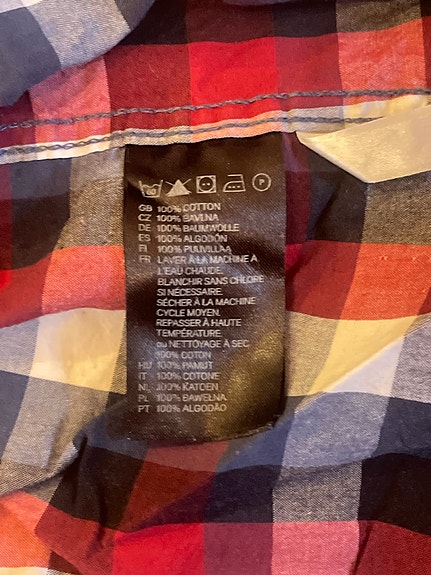 P
GB 100% COTTON
CZ 100% BAVLNA
DE 100% BAUMWOLLE
ES 100% ALGODÓN
FI 100% PUUVILLAA
FR LAVER À LA MACHINE A
L'EAU CHAUDE.
BLANCHIR SANS CHLORE
SI NÉCESSAIRE.
SÉCHER À LA MACHINE
CYCLE MOYEN.
REPASSER À HAUTE
TEMPÉRATURE.
ou NETTOYAGE À SEC
100% COTON
HU 100% PAMUT
IT 100% COTONE
NL 100% KATOEN
PL 100% BAWEŁNA
PT 100% ALGODÃO